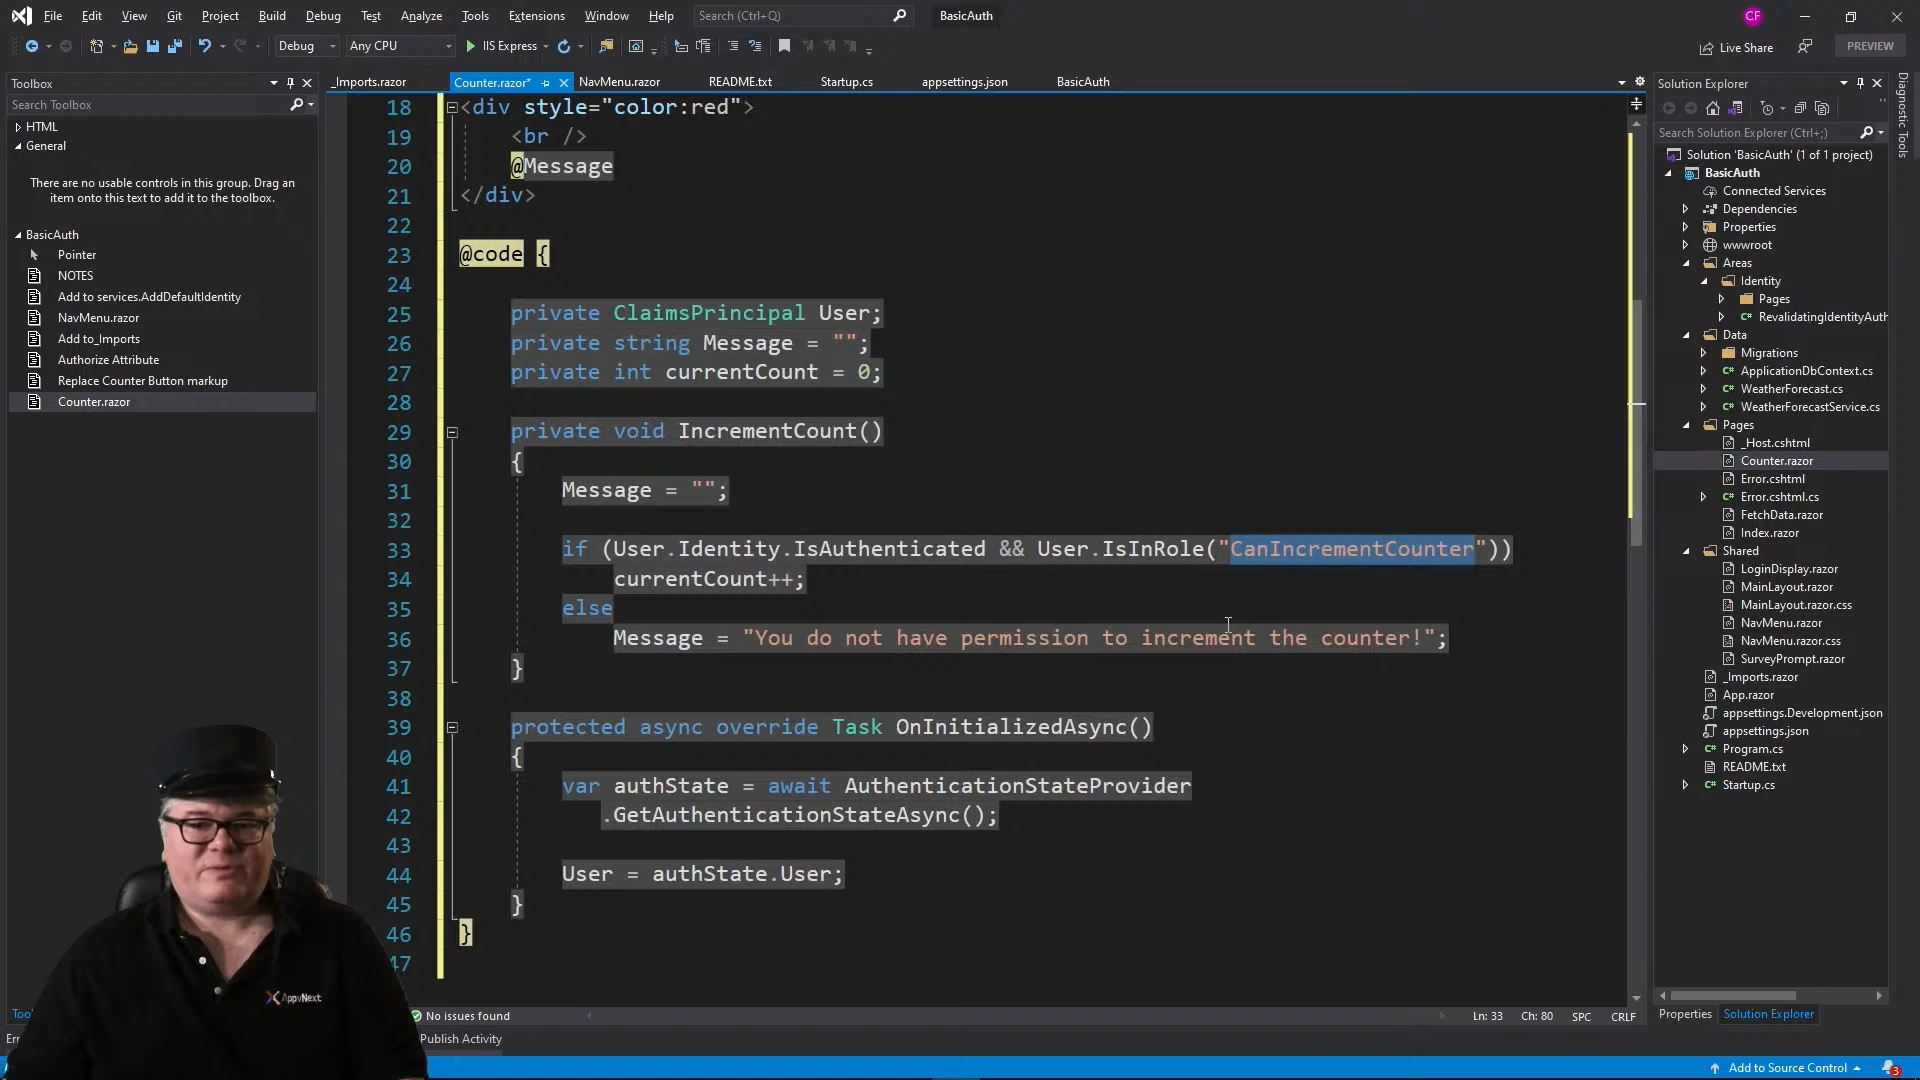 File Edit View Git Project Build Debug Test Analyze Tools Extensions Window Help Search (Ctrl+Q) BasicAuth CF
Debug Any CPU IIS Express Live Share PREVIEW
Toolbox
Search Toolbox
HTML
General
There are no usable controls in this group. Drag an
item onto this text to add it to the toolbox.
BasicAuth
Pointer
NOTES
Add to services.AddDefaultIdentity
NavMenu.razor
Add to_Imports
Authorize Attribute
Replace Counter Button markup
Counter.razor
_Imports.razor Counter.razor* NavMenu.razor README.txt Startup.cs appsettings.json BasicAuth
18 <div style="color:red">
19 <br />
20 @Message
21 </div>
22
23 @code {
24
25 private ClaimsPrincipal User;
26 private string Message = "";
27 private int currentCount = 0;
28
29 private void IncrementCount()
30 {
31 Message = "";
32
33 if (User.Identity.IsAuthenticated && User.IsInRole("CanIncrementCounter"))
34 currentCount++;
35 else
36 Message = "You do not have permission to increment the counter!";
37 }
38
39 protected async override Task OnInitializedAsync()
40 {
41 var authState = await AuthenticationStateProvider
42 .GetAuthenticationStateAsync();
43
44 User = authState.User;
45 }
46 }
47
No issues found Ln: 33 Ch: 80 SPC CRLF
Publish Activity
AppvNext
Solution Explorer
Search Solution Explorer (Ctrl+;)
Solution 'BasicAuth' (1 of 1 project)
BasicAuth
Connected Services
Dependencies
Properties
wwwroot
Areas
Identity
Pages
RevalidatingIdentityAuth
Data
Migrations
ApplicationDbContext.cs
WeatherForecast.cs
WeatherForecastService.cs
Pages
_Host.cshtml
Counter.razor
Error.cshtml
Error.cshtml.cs
FetchData.razor
Index.razor
Shared
LoginDisplay.razor
MainLayout.razor
MainLayout.razor.css
NavMenu.razor
NavMenu.razor.css
SurveyPrompt.razor
_Imports.razor
App.razor
appsettings.Development.json
appsettings.json
Program.cs
README.txt
Startup.cs
Properties Solution Explorer
Diagnostic Tools
Add to Source Control 3